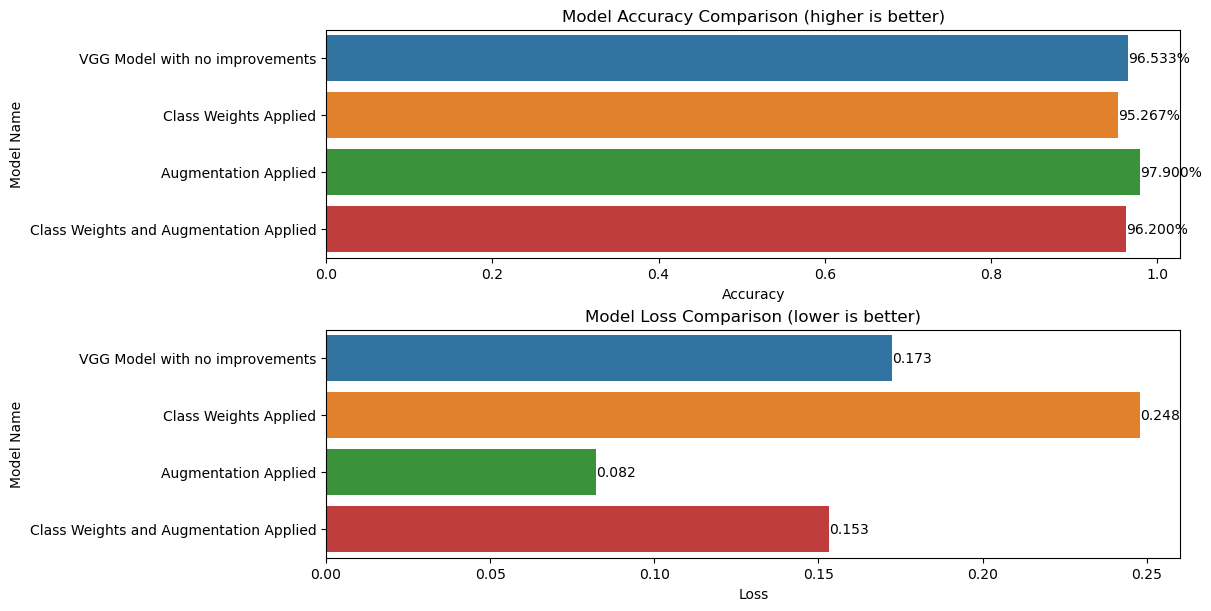 Model Accuracy Comparison (higher is better)
Model Name
VGG Model with no improvements
96.533%
Class Weights Applied
95.267%
Augmentation Applied
97.900%
Class Weights and Augmentation Applied
96.200%
0.0 0.2 0.4 0.6 0.8 1.0
Accuracy
Model Loss Comparison (lower is better)
Model Name
VGG Model with no improvements
0.173
Class Weights Applied
0.248
Augmentation Applied
0.082
Class Weights and Augmentation Applied
0.153
0.00 0.05 0.10 0.15 0.20 0.25
Loss